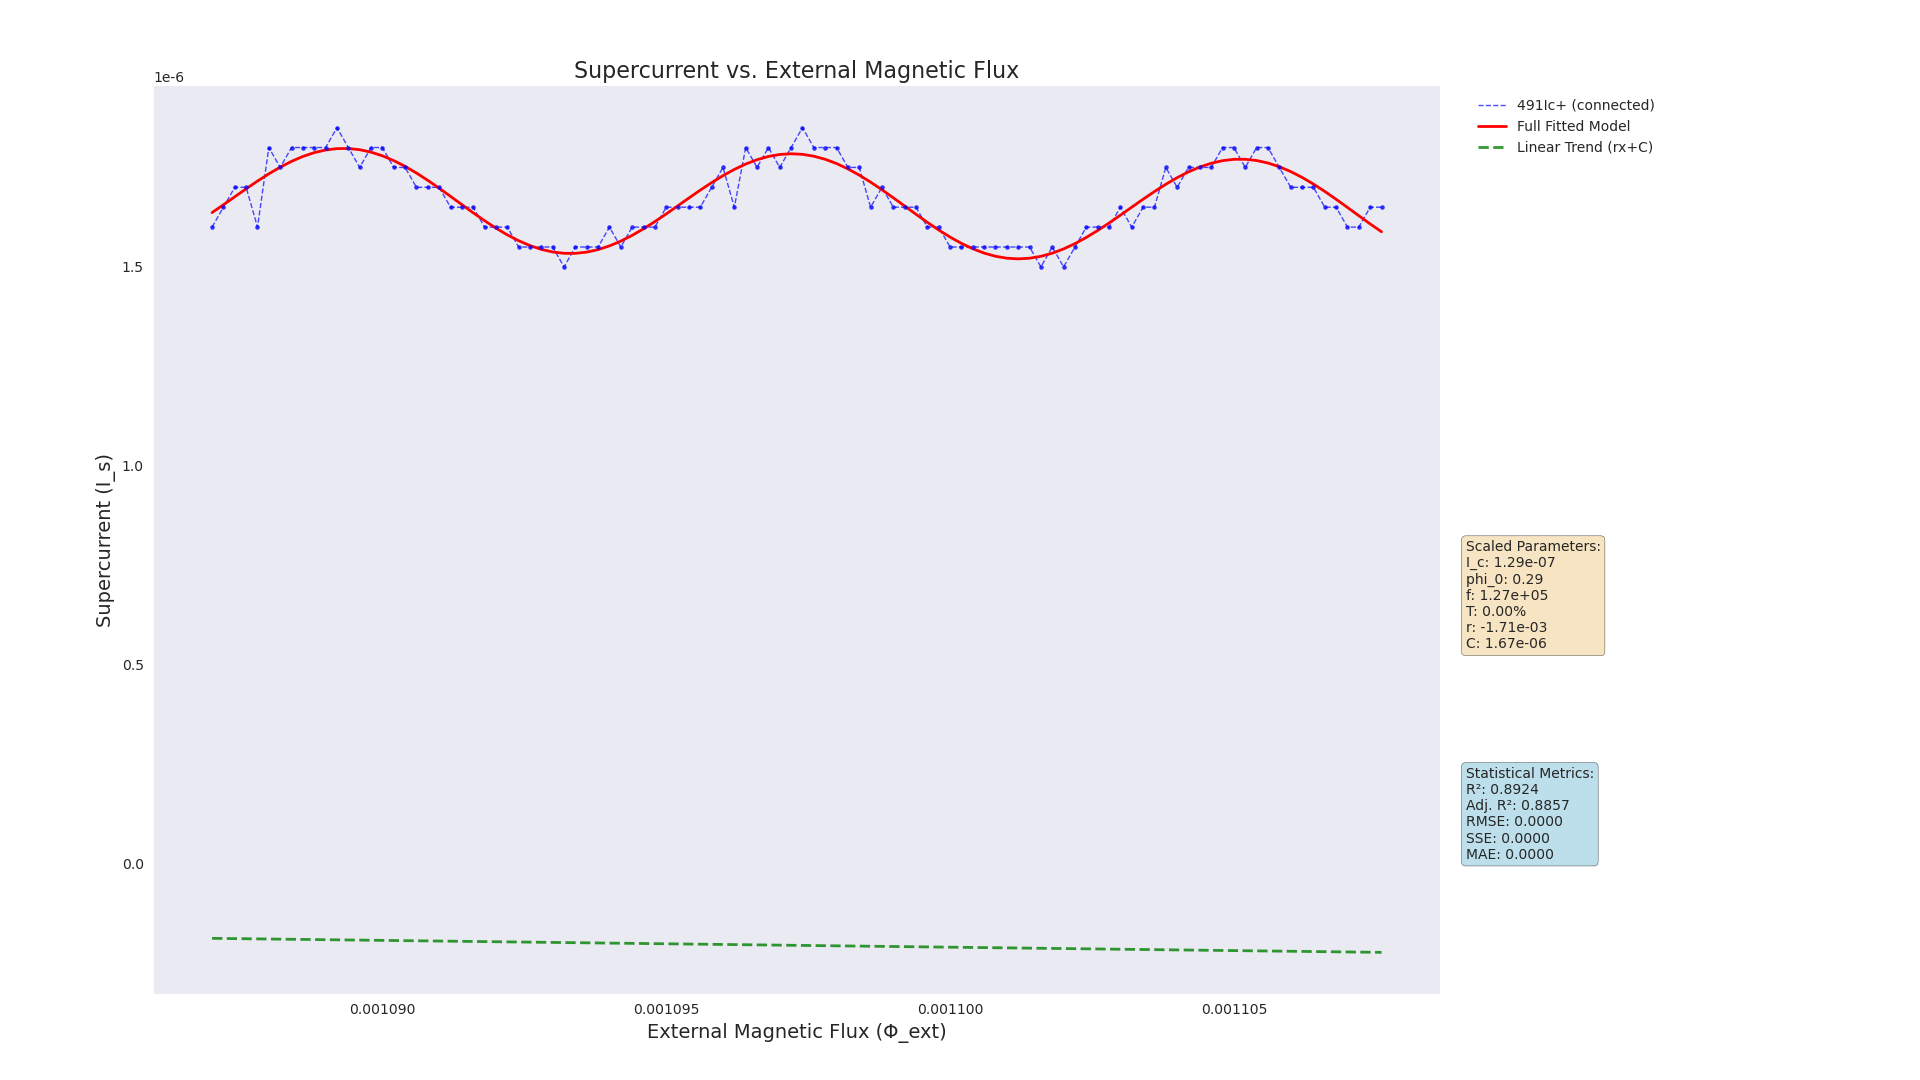 Supercurrent vs. External Magnetic Flux
1e-6
1.5
1.0
0.5
0.0
Supercurrent (I_s)
0.001090
0.001095
0.001100
0.001105
External Magnetic Flux (Φ_ext)
491Ic+ (connected)
Full Fitted Model
Linear Trend (rx+C)
Scaled Parameters:
I_c: 1.29e-07
phi_0: 0.29
f: 1.27e+05
T: 0.00%
r: -1.71e-03
C: 1.67e-06
Statistical Metrics:
R²: 0.8924
Adj. R²: 0.8857
RMSE: 0.0000
SSE: 0.0000
MAE: 0.0000